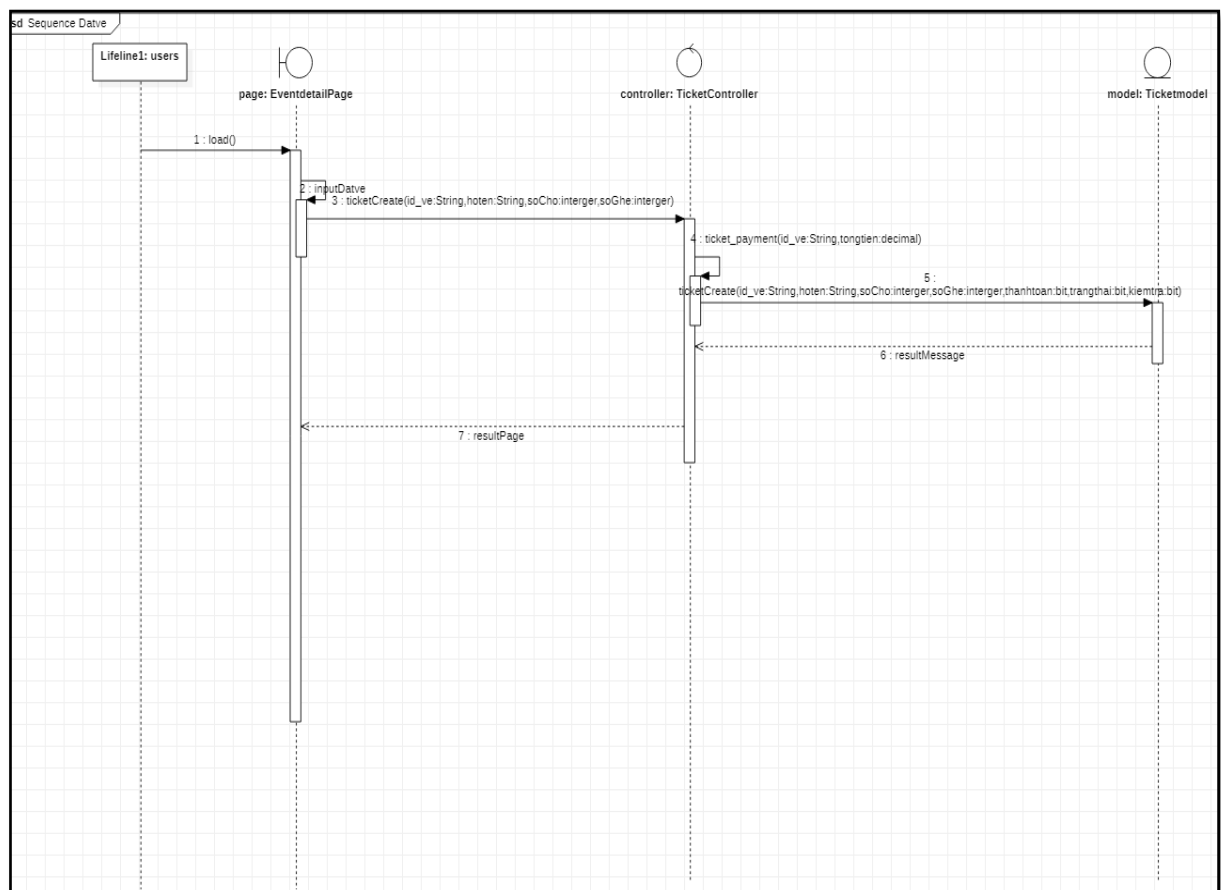 sd Sequence Datve
Lifeline1: users
page: EventdetailPage
controller: TicketController
model: Ticketmodel
1 : load()
2 : inputDatve
3 : ticketCreate(id_ve:String,hoten:String,soCho:interger,soGhe:interger)
4 : ticket_payment(id_ve:String,tongtien:decimal)
5 :
ticketCreate(id_ve:String,hoten:String,soCho:interger,soGhe:interger,thanhtoan:bit,trangthai:bit,kiemtra:bit)
6 : resultMessage
7 : resultPage